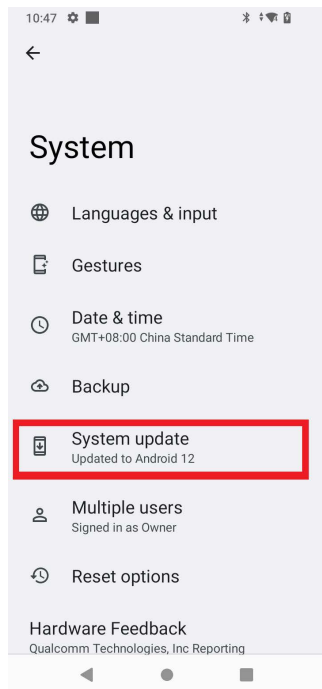 10:47
System
Languages & input
Gestures
Date & time
GMT+08:00 China Standard Time
Backup
System update
Updated to Android 12
Multiple users
Signed in as Owner
Reset options
Hardware Feedback
Qualcomm Technologies, Inc Reporting